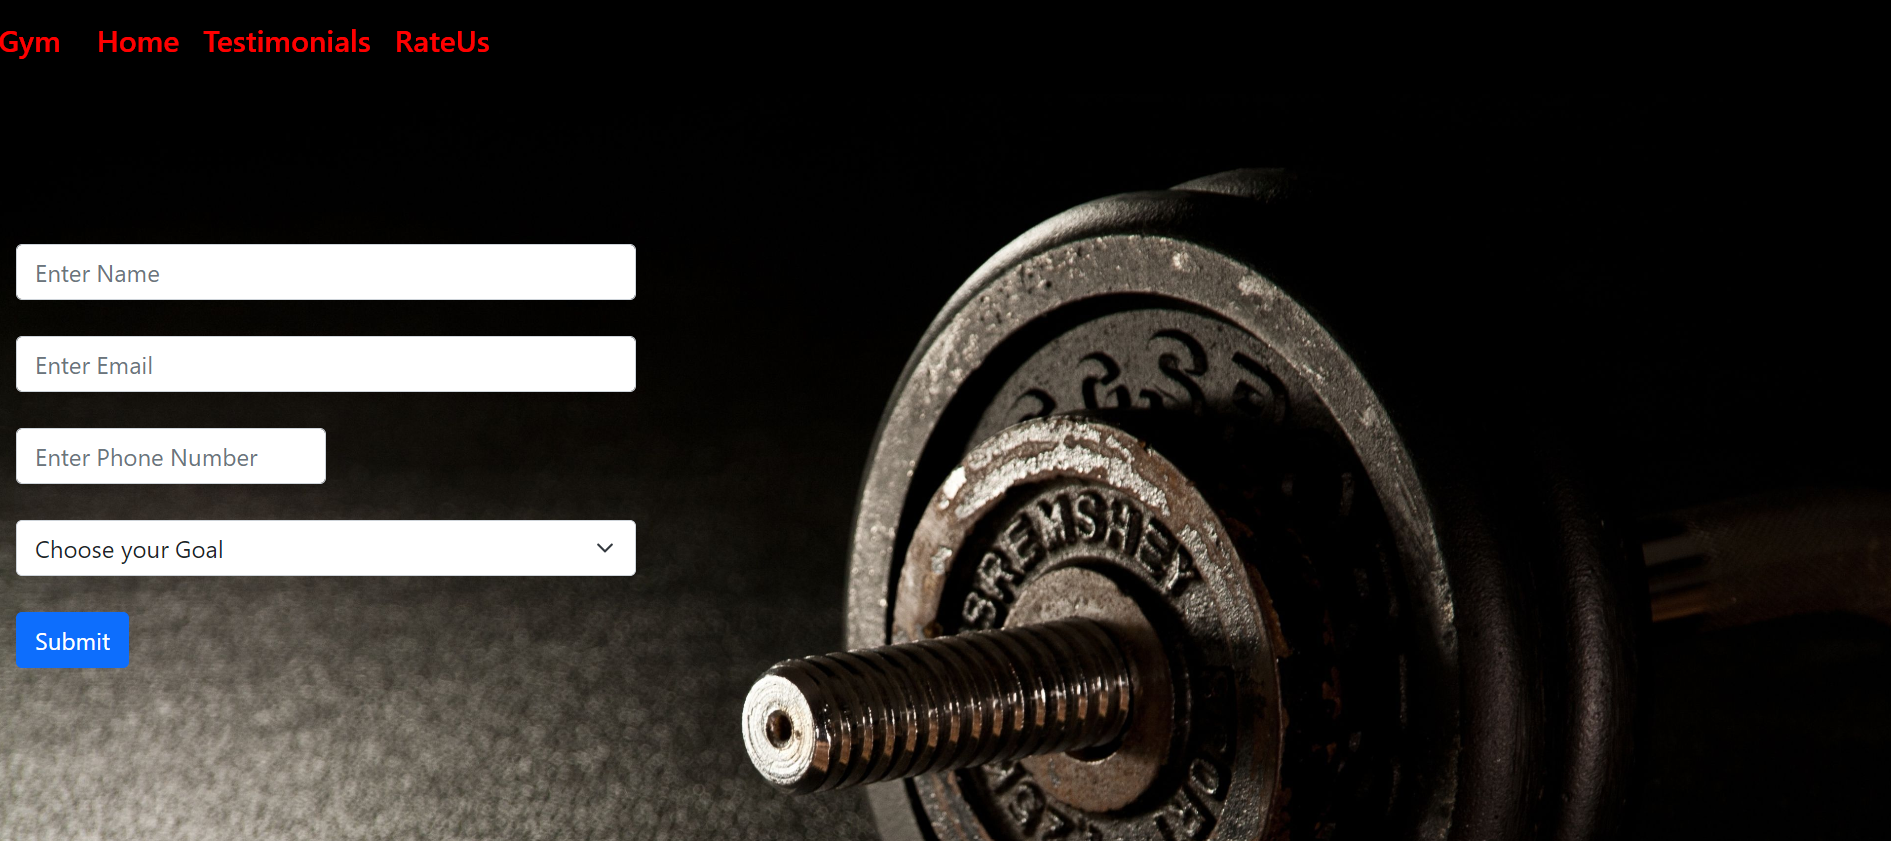 Gym Home Testimonials RateUs
Enter Name
Enter Email
Enter Phone Number
Choose your Goal
Submit
BREMSHEY